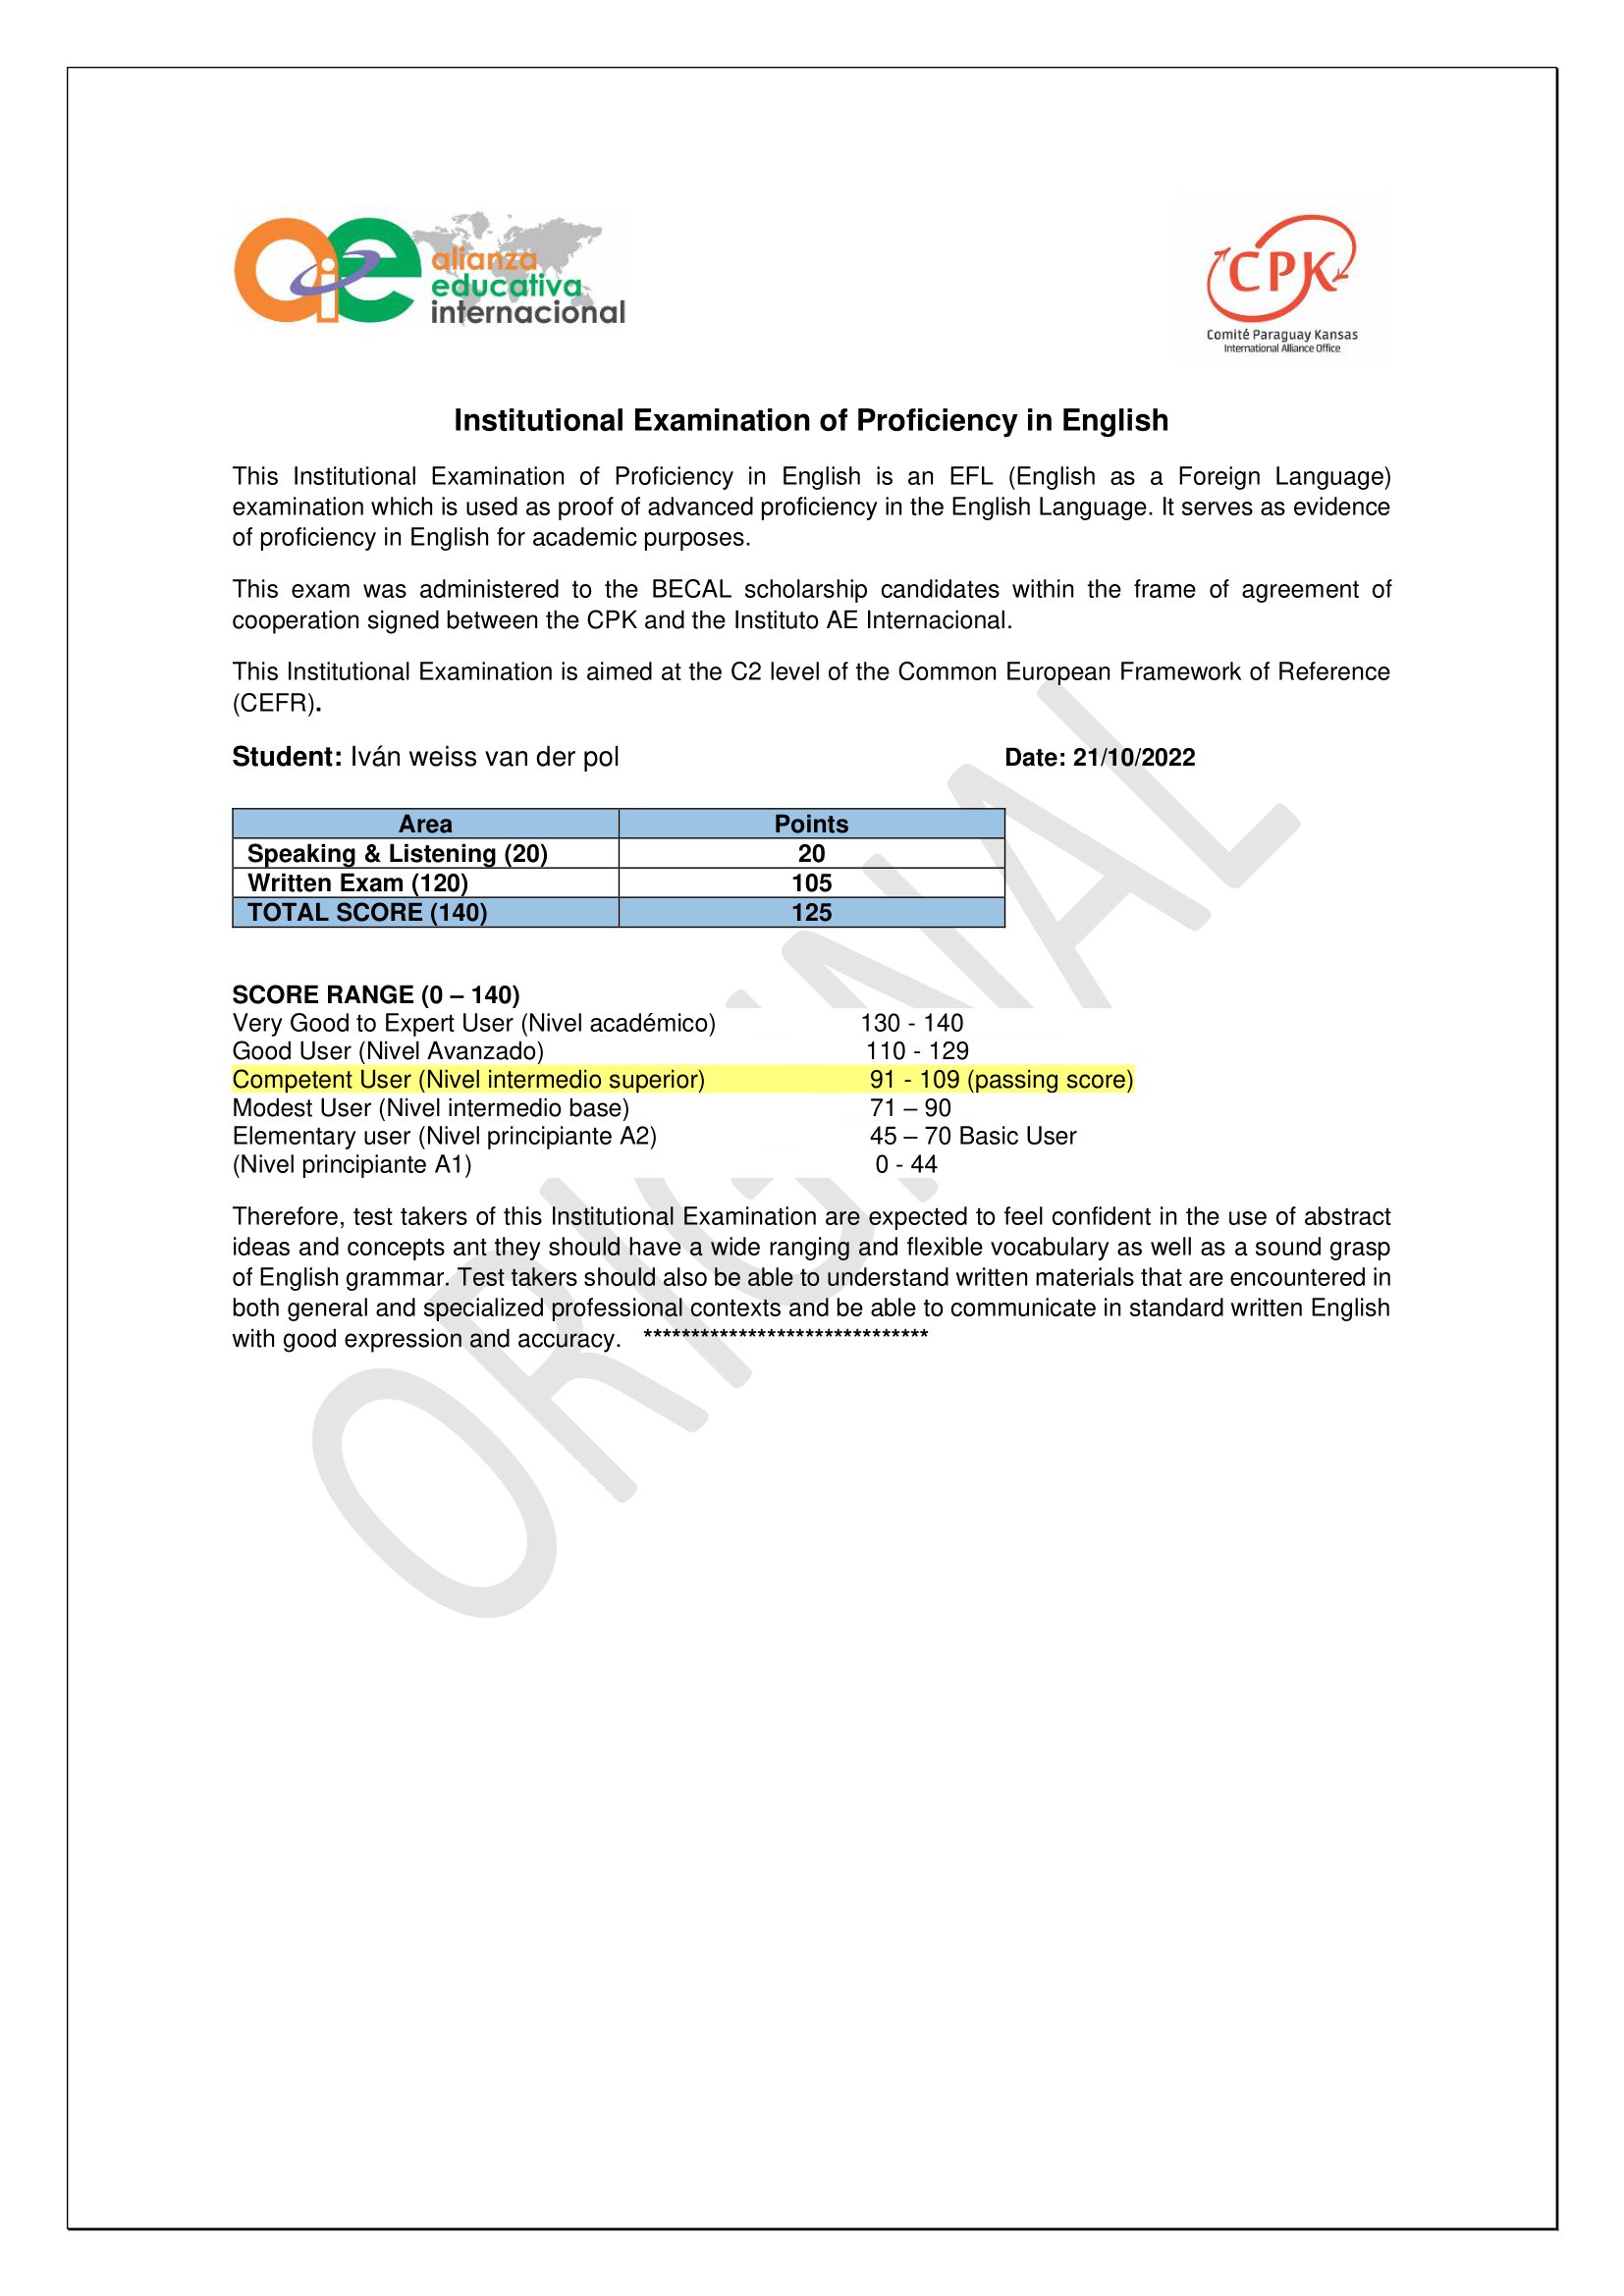 alianza
educativa
internacional
CPK
Comité Paraguay Kansas
International Alliance Office
Institutional Examination of Proficiency in English
This Institutional Examination of Proficiency in English is an EFL (English as a Foreign Language)
examination which is used as proof of advanced proficiency in the English Language. It serves as evidence
of proficiency in English for academic purposes.
This exam was administered to the BECAL scholarship candidates within the frame of agreement of
cooperation signed between the CPK and the Instituto AE Internacional.
This Institutional Examination is aimed at the C2 level of the Common European Framework of Reference
(CEFR).
Student: Iván weiss van der pol Date: 21/10/2022
Area Points
Speaking & Listening (20) 20
Written Exam (120) 105
TOTAL SCORE (140) 125
SCORE RANGE (0 – 140)
Very Good to Expert User (Nivel académico) 130 - 140
Good User (Nivel Avanzado) 110 - 129
Competent User (Nivel intermedio superior) 91 - 109 (passing score)
Modest User (Nivel intermedio base) 71 – 90
Elementary user (Nivel principiante A2) 45 – 70 Basic User
(Nivel principiante A1) 0 - 44
Therefore, test takers of this Institutional Examination are expected to feel confident in the use of abstract
ideas and concepts ant they should have a wide ranging and flexible vocabulary as well as a sound grasp
of English grammar. Test takers should also be able to understand written materials that are encountered in
both general and specialized professional contexts and be able to communicate in standard written English
with good expression and accuracy. ******************************
ORIGINAL